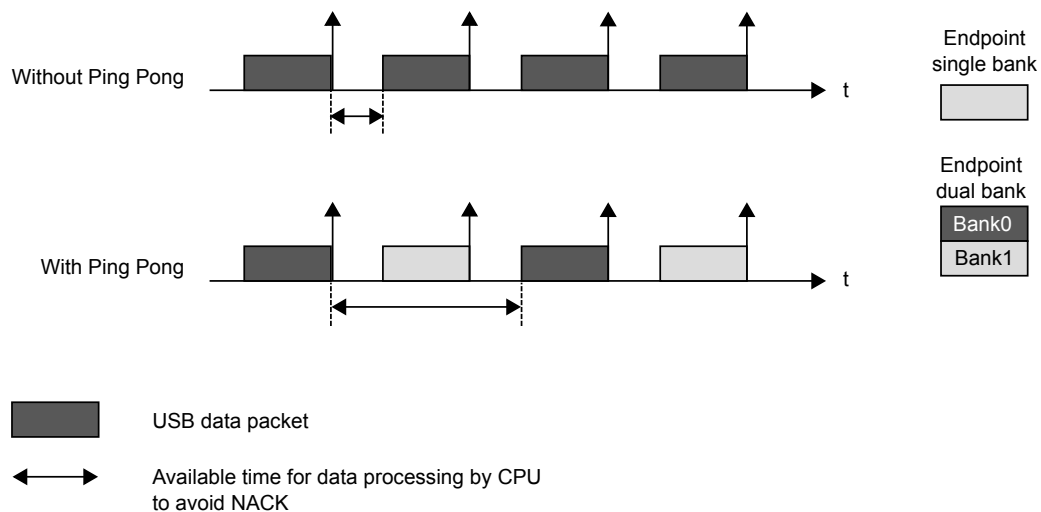 Without Ping Pong
t
Endpoint
single bank
Endpoint
dual bank
Bank0
Bank1
With Ping Pong
t
USB data packet
Available time for data processing by CPU
to avoid NACK